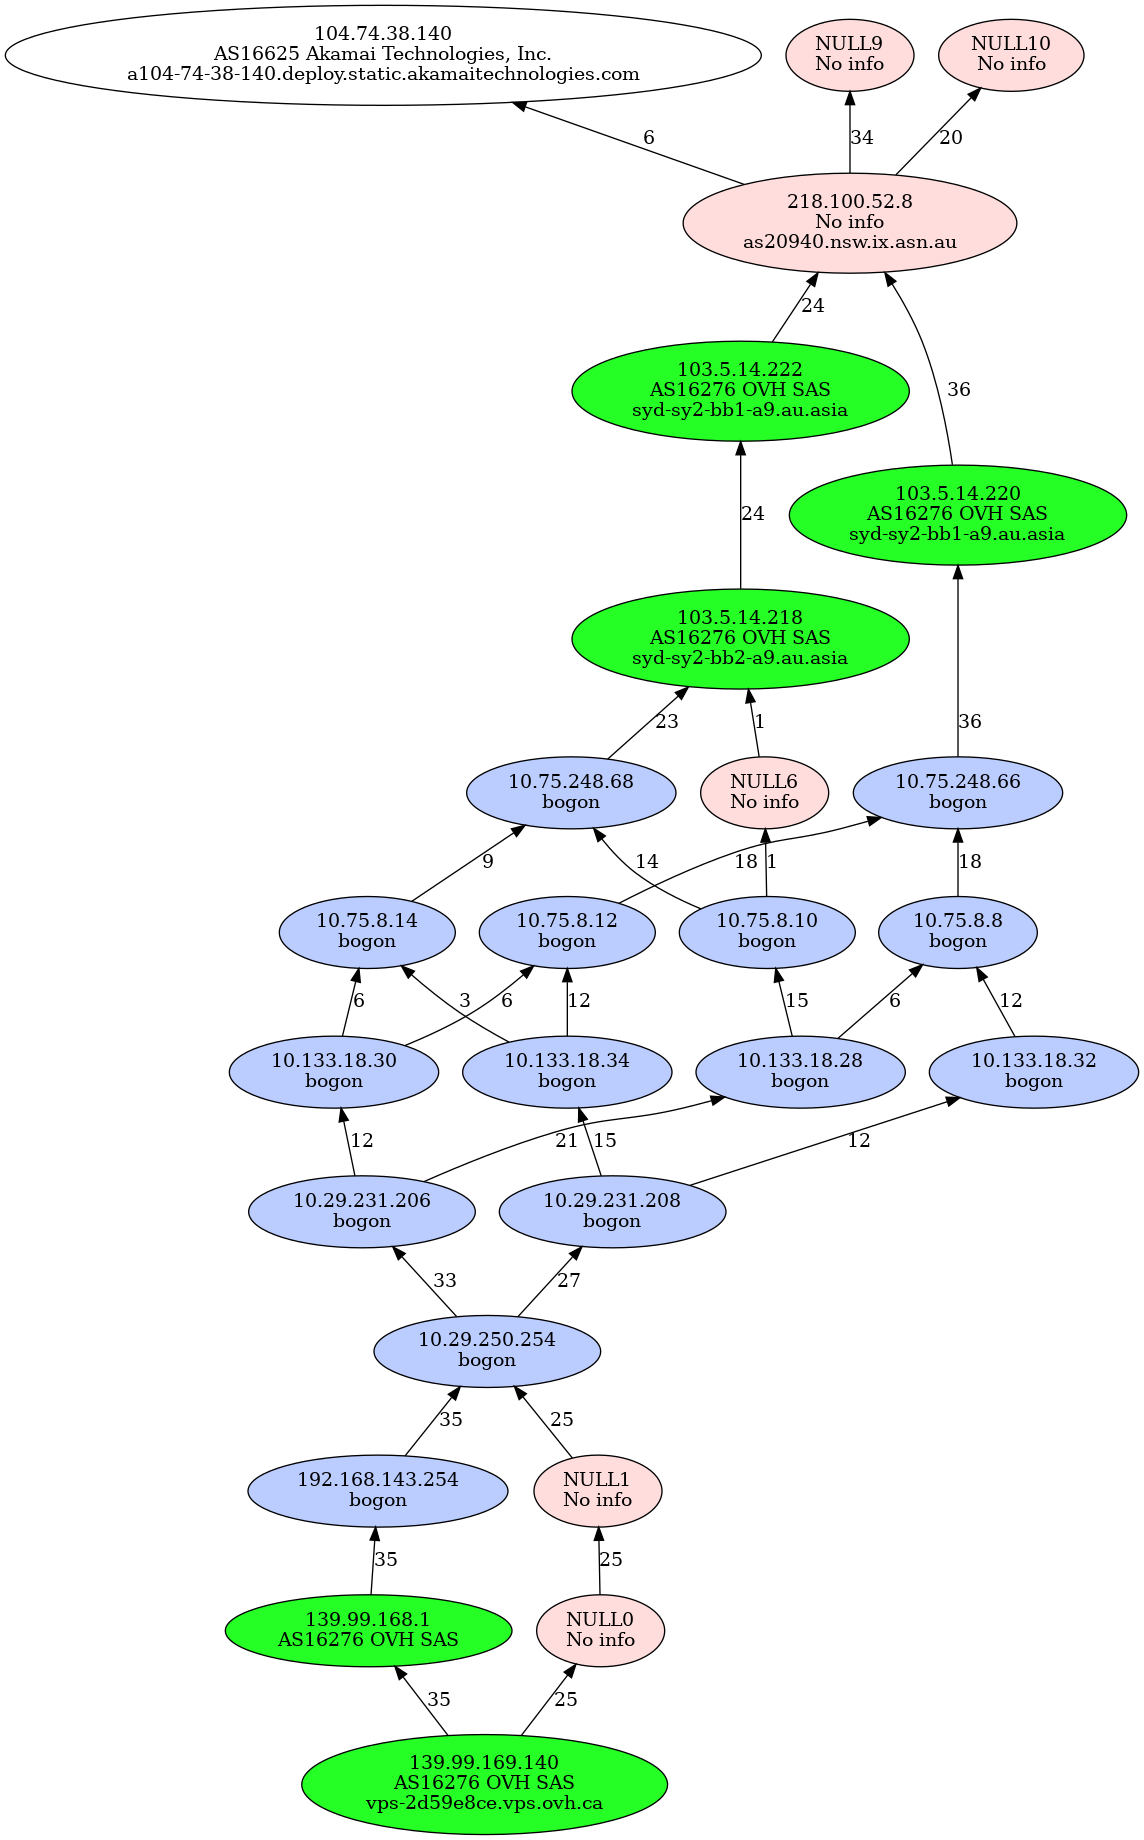 104.74.38.140
AS16625 Akamai Technologies, Inc.
a104-74-38-140.deploy.static.akamaitechnologies.com
NULL9
No info
NULL10
No info
6
34
20
218.100.52.8
No info
as20940.nsw.ix.asn.au
24
103.5.14.222
AS16276 OVH SAS
syd-sy2-bb1-a9.au.asia
36
103.5.14.220
AS16276 OVH SAS
syd-sy2-bb1-a9.au.asia
24
103.5.14.218
AS16276 OVH SAS
syd-sy2-bb2-a9.au.asia
23
1
36
10.75.248.68
bogon
NULL6
No info
10.75.248.66
bogon
9
14
18
1
18
10.75.8.14
bogon
10.75.8.12
bogon
10.75.8.10
bogon
10.75.8.8
bogon
6
3
6
12
15
6
12
10.133.18.30
bogon
10.133.18.34
bogon
10.133.18.28
bogon
10.133.18.32
bogon
12
21
15
12
10.29.231.206
bogon
10.29.231.208
bogon
33
27
10.29.250.254
bogon
35
25
192.168.143.254
bogon
NULL1
No info
35
25
139.99.168.1
AS16276 OVH SAS
NULL0
No info
35
25
139.99.169.140
AS16276 OVH SAS
vps-2d59e8ce.vps.ovh.ca